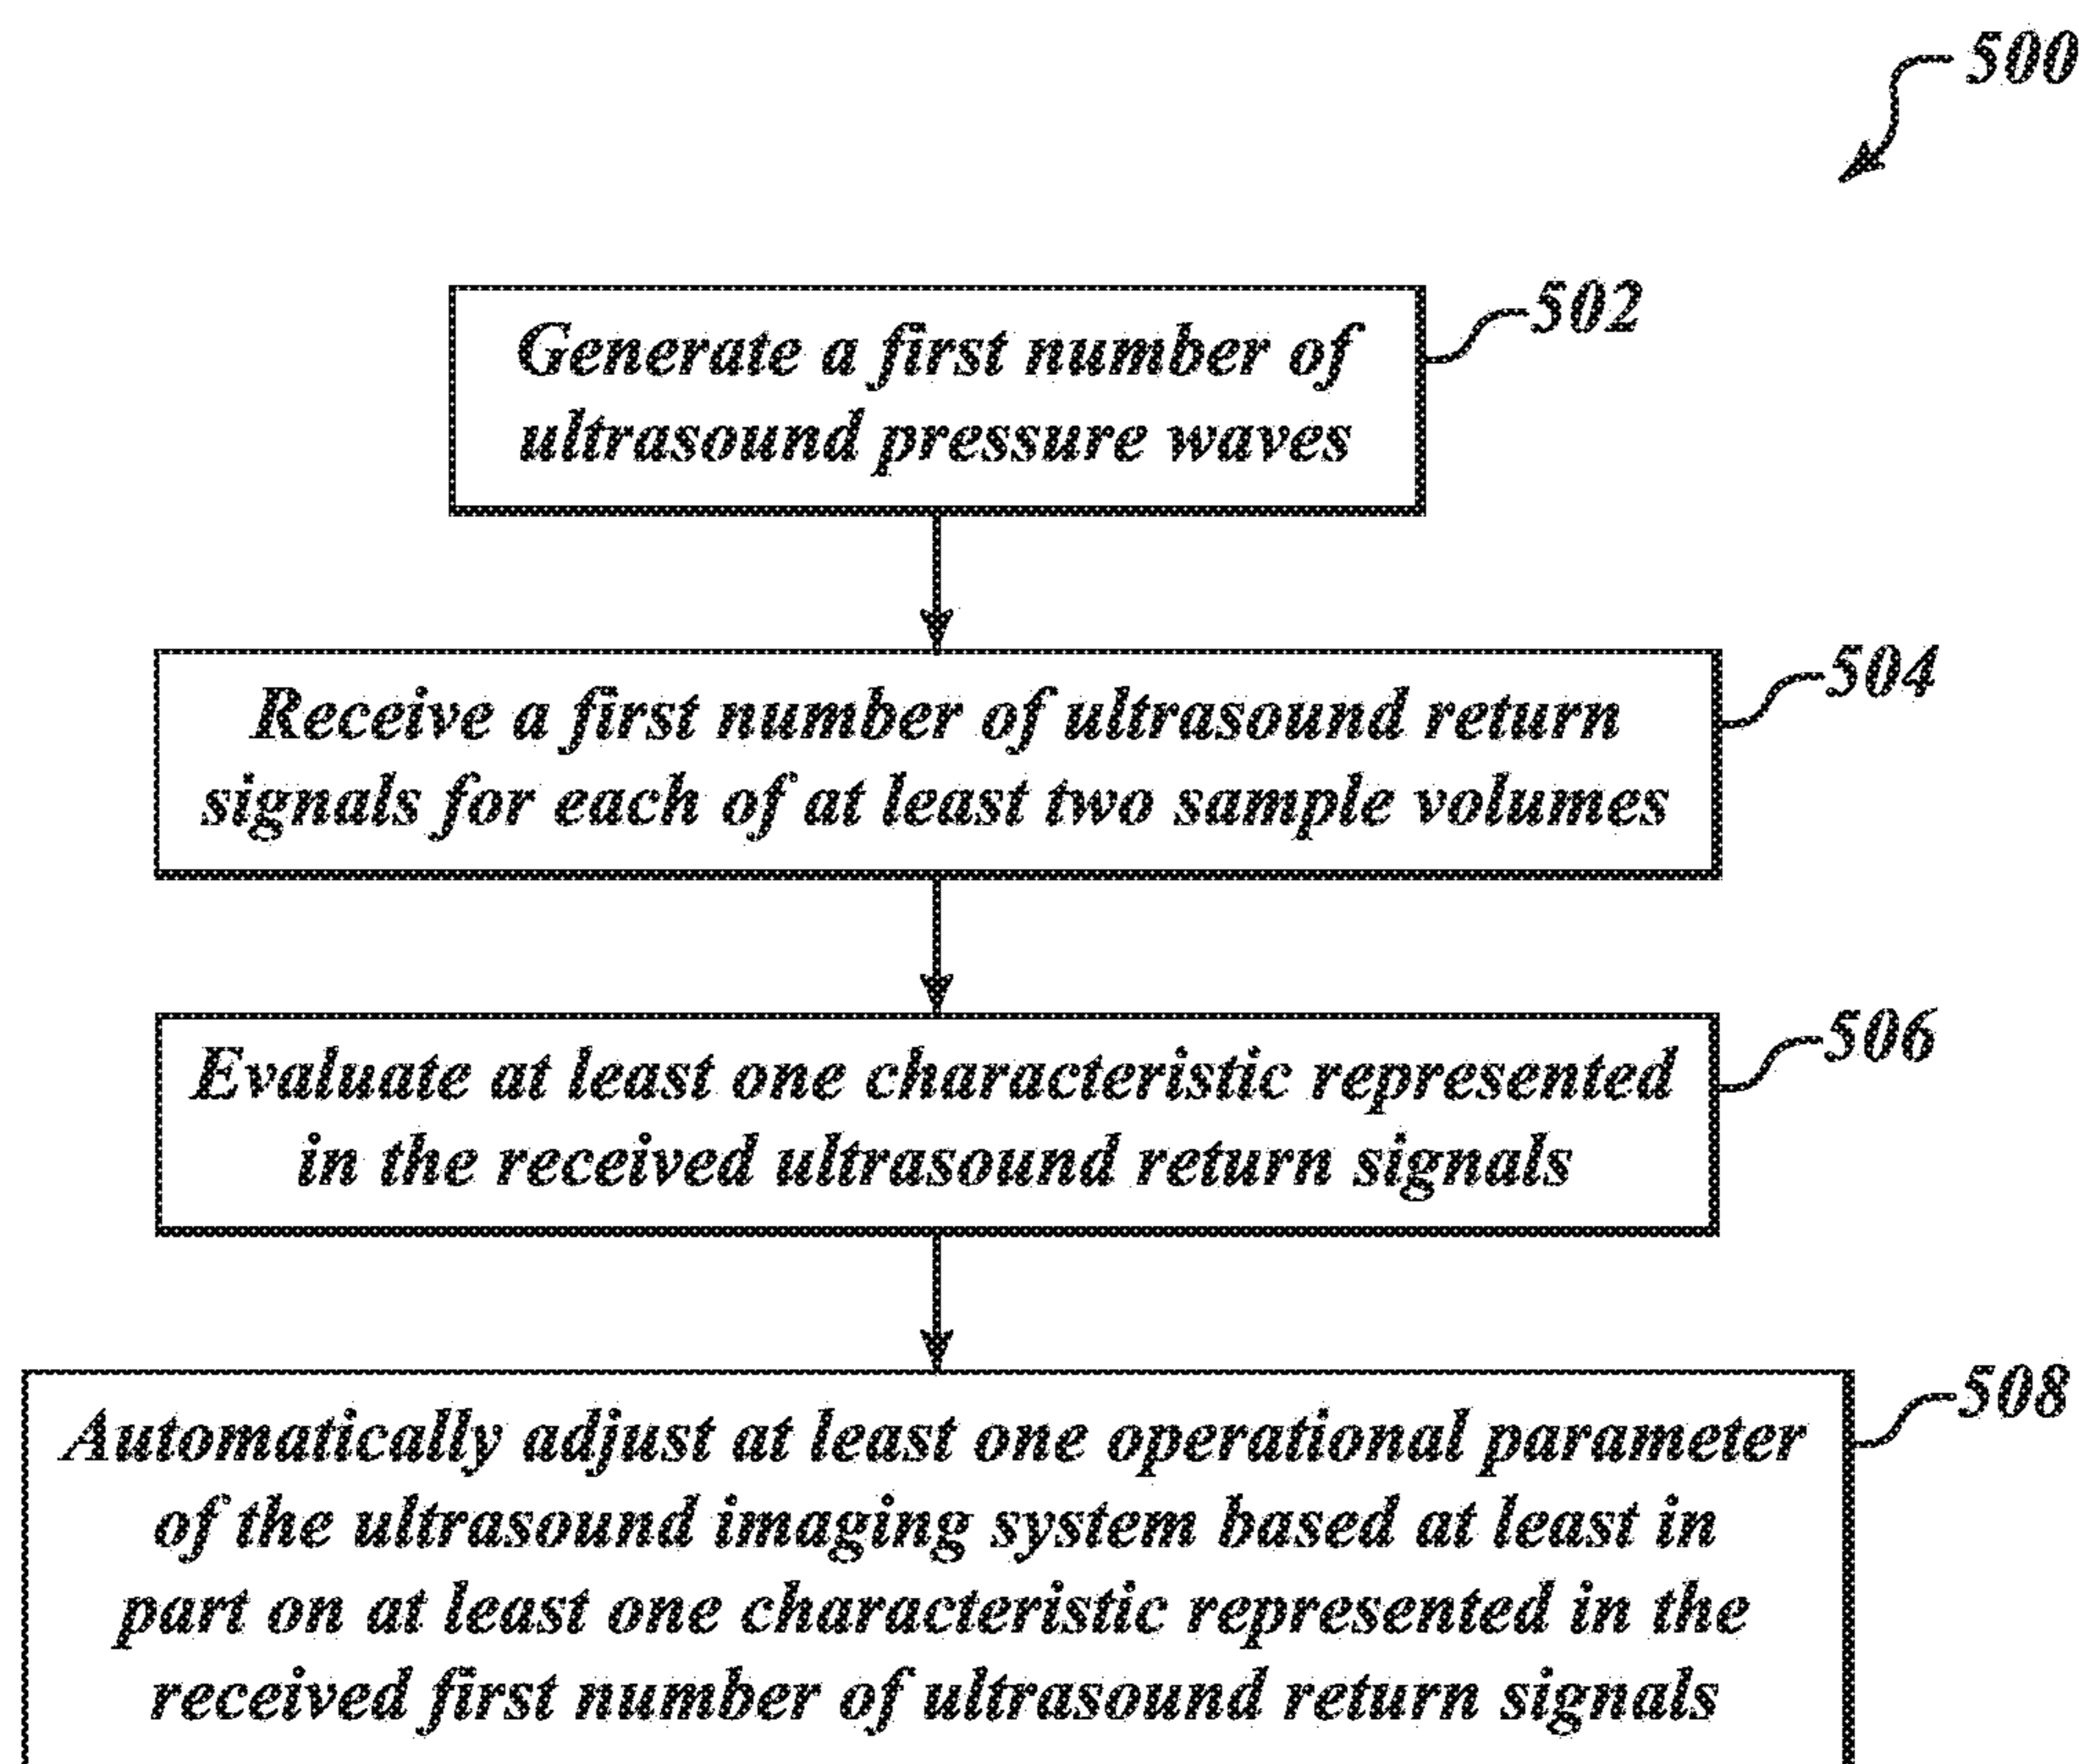 500
502
Generate a first number of
ultrasound pressure waves
504
Receive a first number of ultrasound return
signals for each of at least two sample volumes
506
Evaluate at least one characteristic represented
in the received ultrasound return signals
508
Automatically adjust at least one operational parameter
of the ultrasound imaging system based at least in
part on at least one characteristic represented in the
received first number of ultrasound return signals